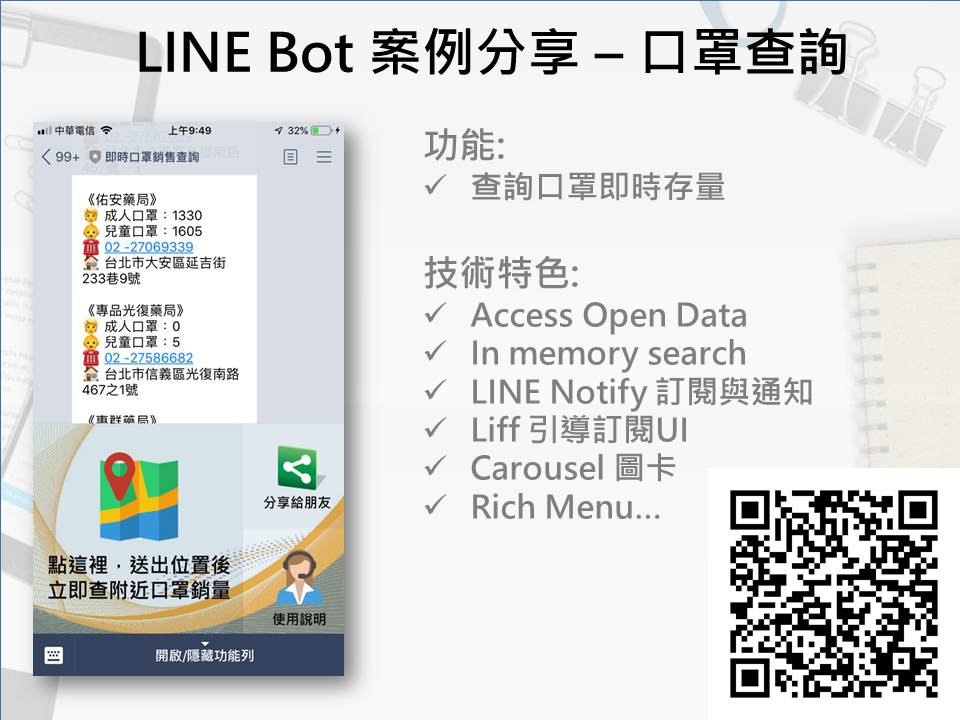 LINE Bot 案例分享 – 口罩查詢
中華電信
上午9:49
32%
99+
即時口罩銷售查詢
《佑安藥局》
成人口罩：1330
兒童口罩：1605
02 -27069339
台北市大安區延吉街
233巷9號
《專品光復藥局》
成人口罩：0
兒童口罩：5
02 -27586682
台北市信義區光復南路
467之1號
《專群藥局》
點這裡，送出位置後
立即查附近口罩銷量
分享給朋友
使用說明
開啟/隱藏功能列
功能:
✓ 查詢口罩即時存量
技術特色:
✓ Access Open Data
✓ In memory search
✓ LINE Notify 訂閱與通知
✓ Liff 引導訂閱UI
✓ Carousel 圖卡
✓ Rich Menu…